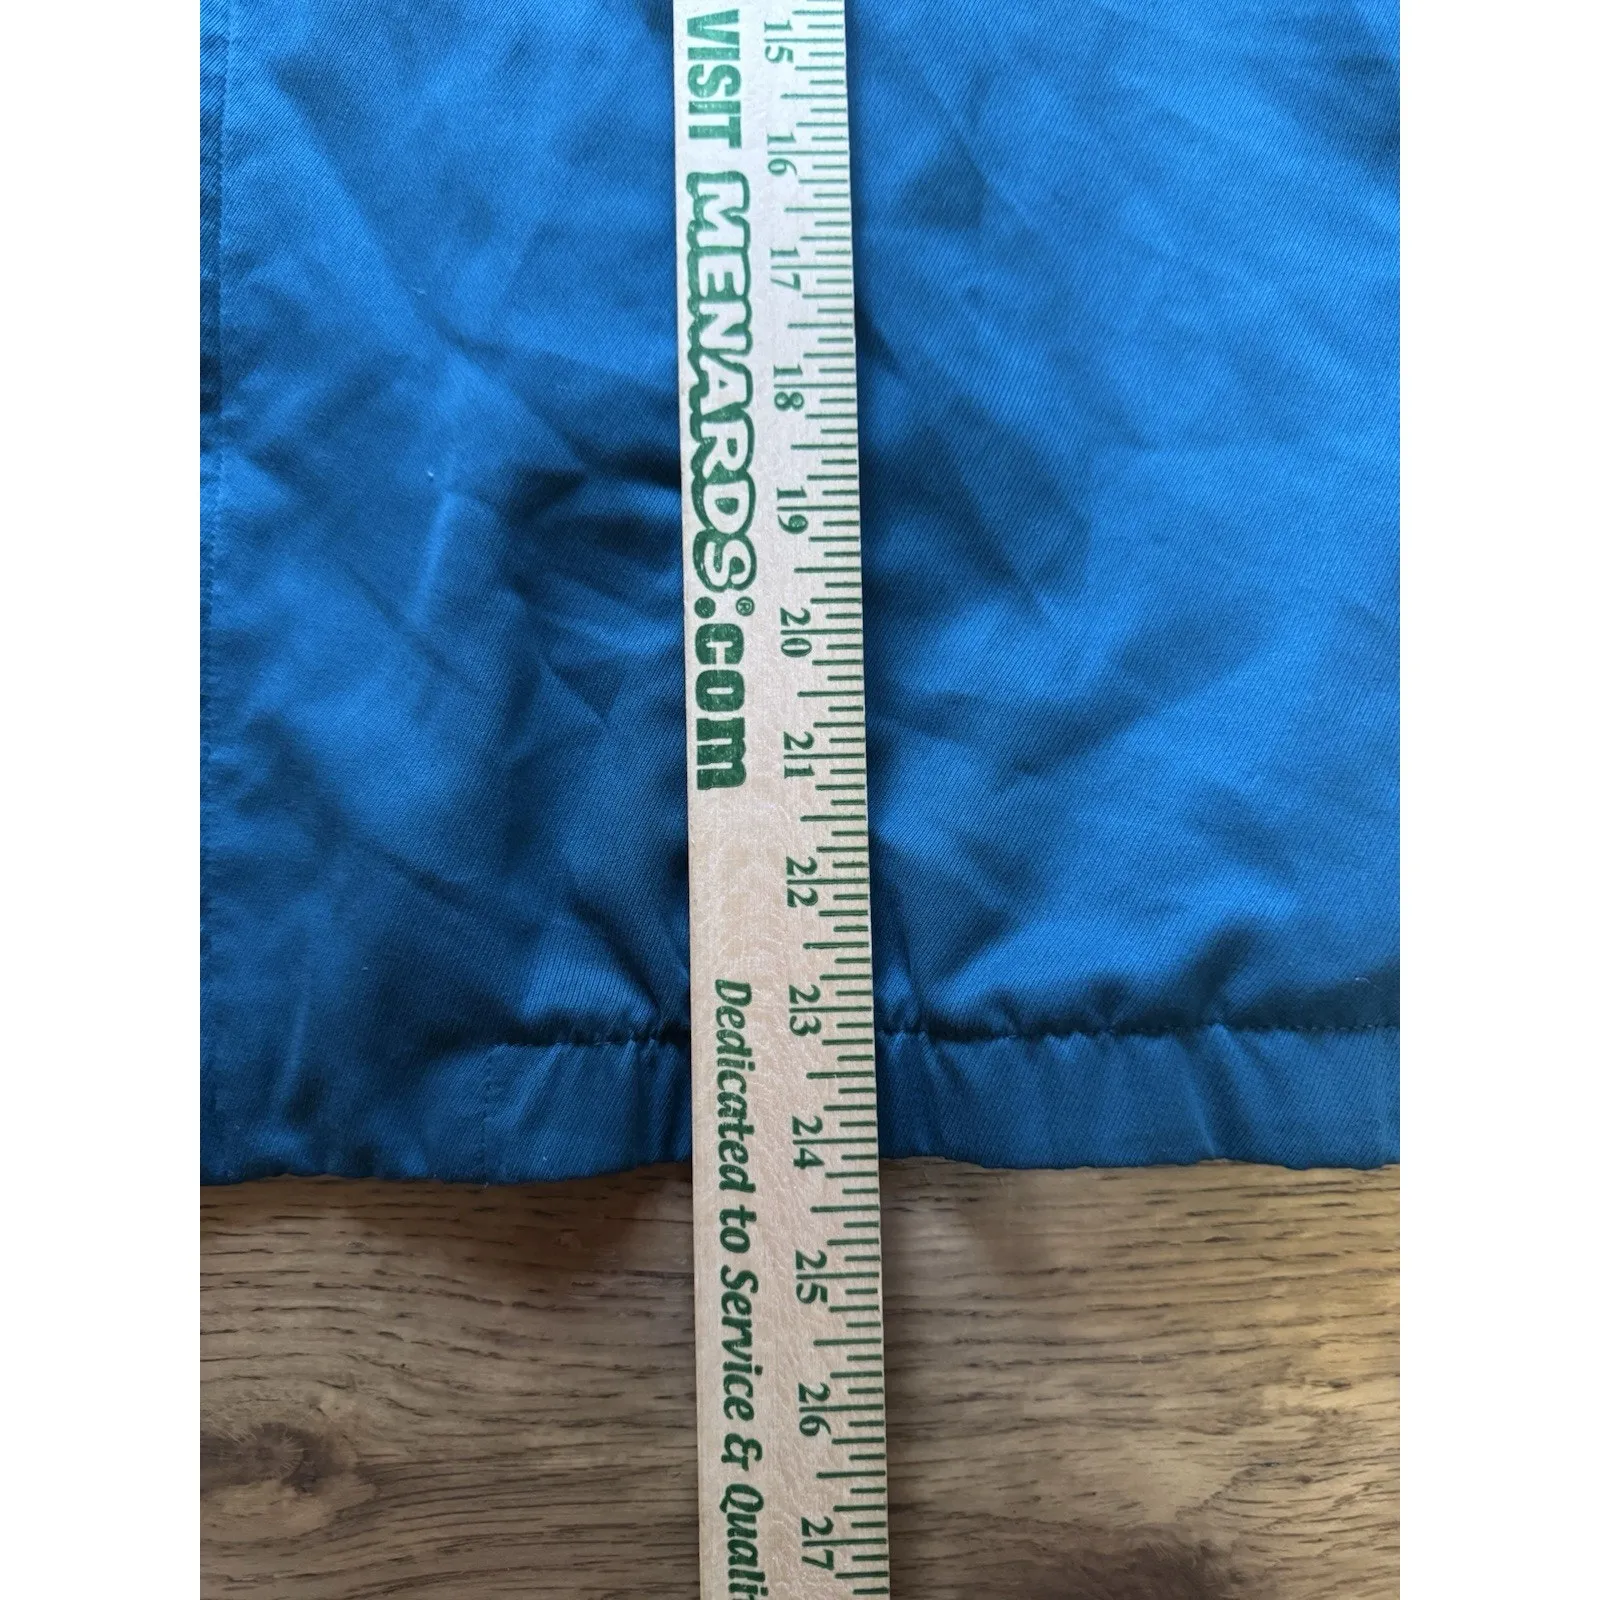 VISIT MENARDS®.com
Dedicated to Service & Quali
15 16 17 18 19 20 21 22 23 24 25 26 27